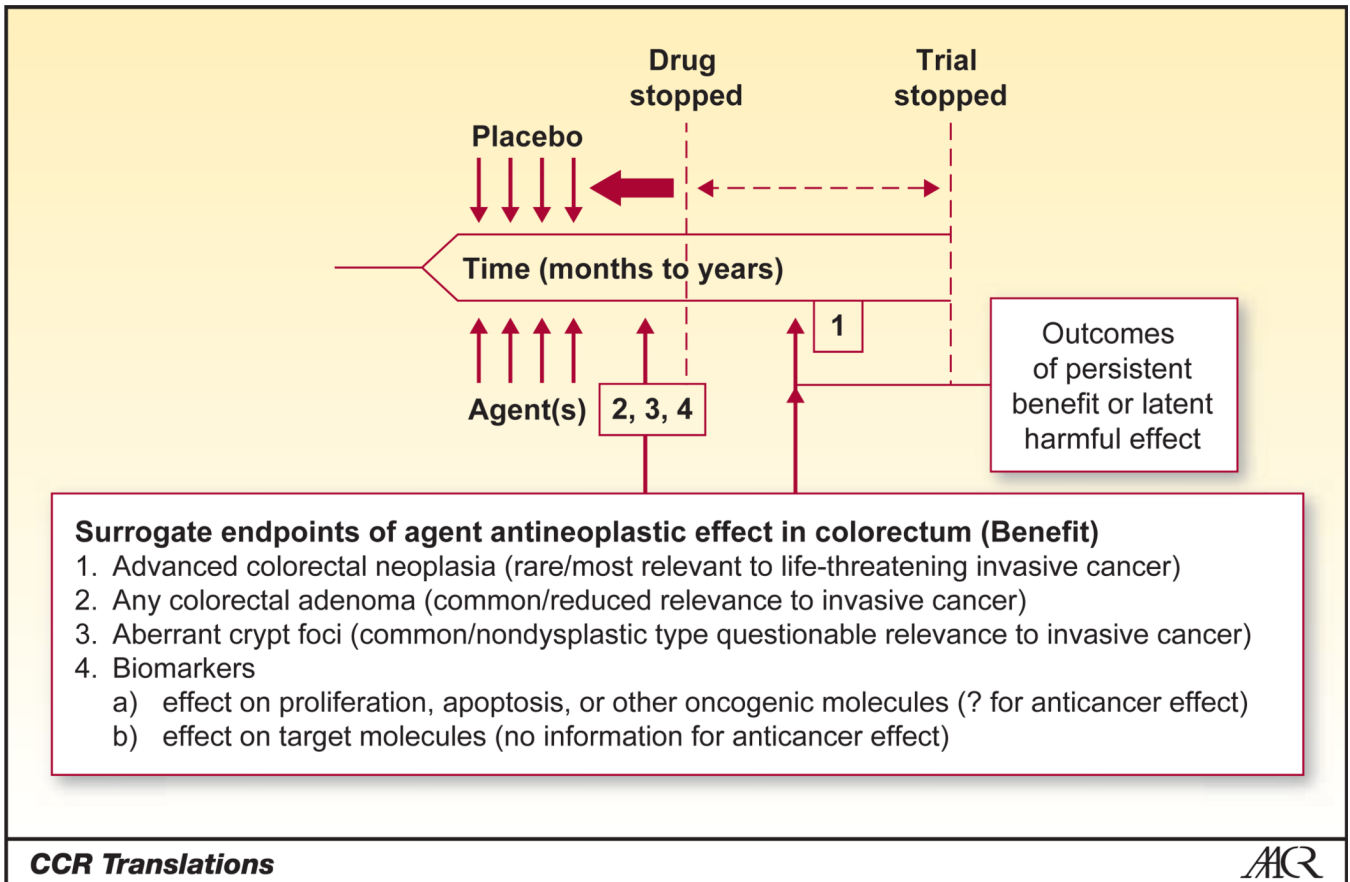 Drug
stopped
Trial
stopped
Placebo
Time (months to years)
1
Agent(s)
2, 3, 4
Outcomes
of persistent
benefit or latent
harmful effect
Surrogate endpoints of agent antineoplastic effect in colorectum (Benefit)
1. Advanced colorectal neoplasia (rare/most relevant to life-threatening invasive cancer)
2. Any colorectal adenoma (common/reduced relevance to invasive cancer)
3. Aberrant crypt foci (common/nondysplastic type questionable relevance to invasive cancer)
4. Biomarkers
a) effect on proliferation, apoptosis, or other oncogenic molecules (? for anticancer effect)
b) effect on target molecules (no information for anticancer effect)
CCR Translations
AACR